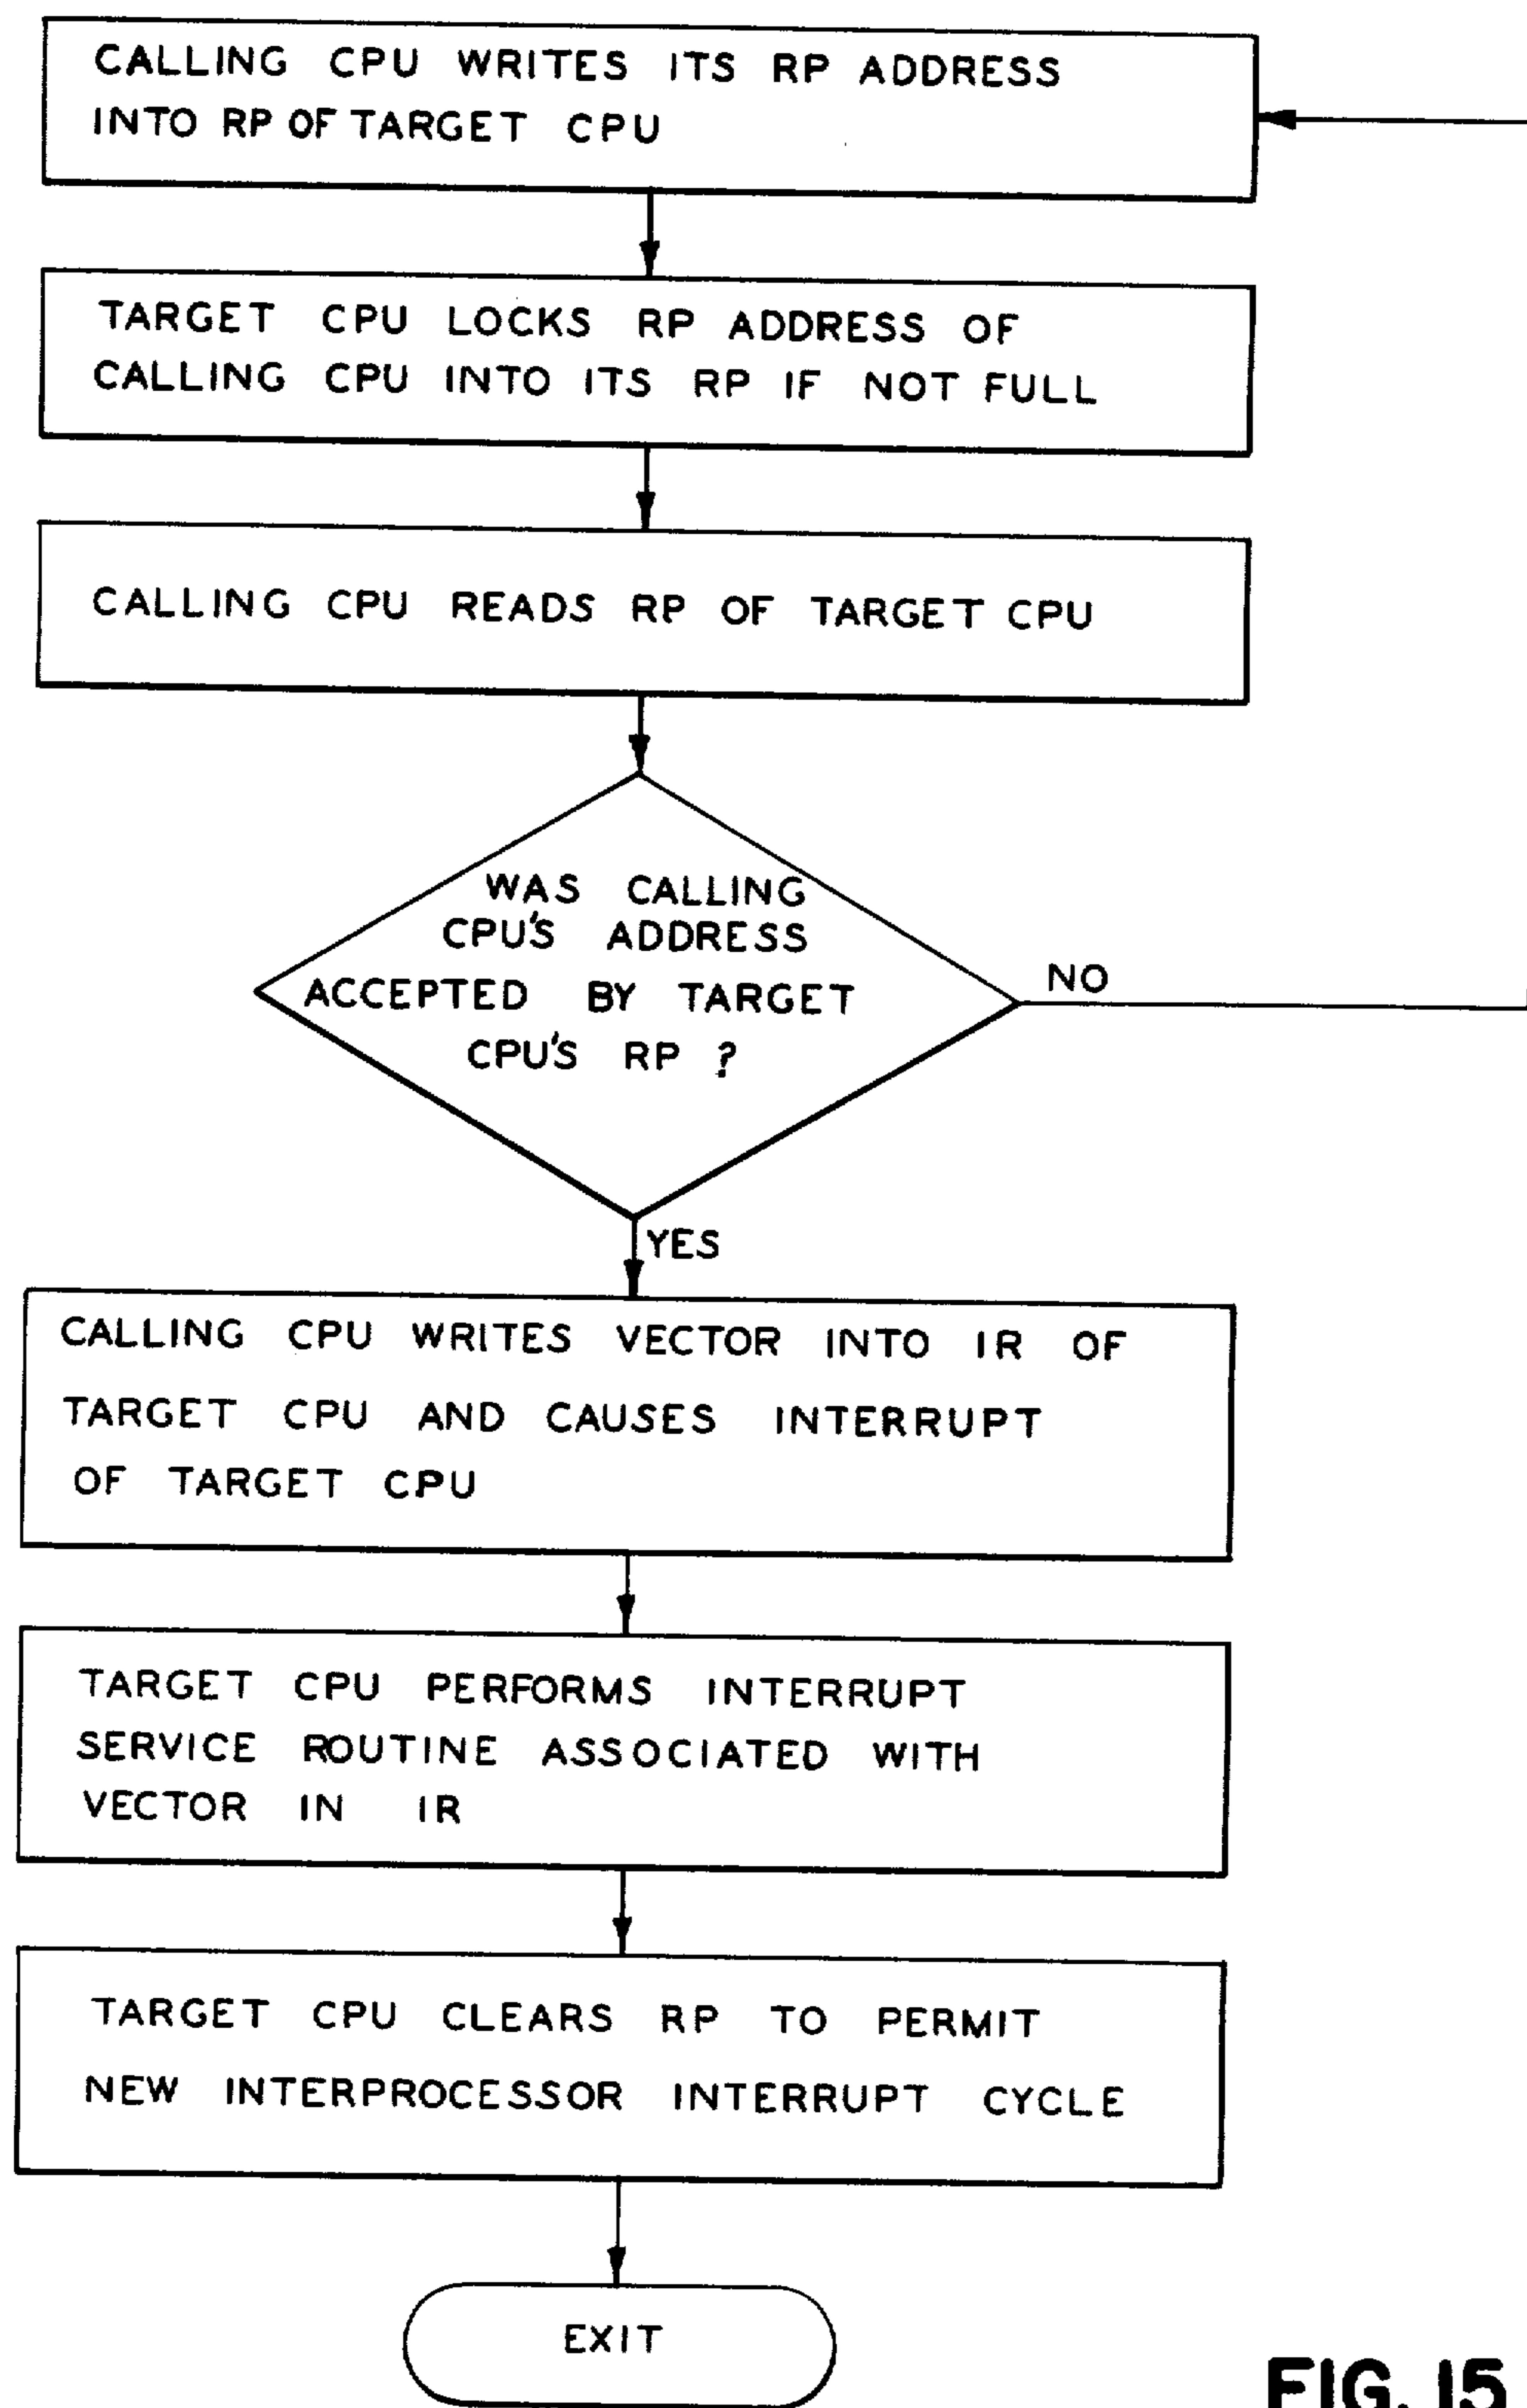 CALLING CPU WRITES ITS RP ADDRESS
INTO RP OF TARGET CPU
TARGET CPU LOCKS RP ADDRESS OF
CALLING CPU INTO ITS RP IF NOT FULL
CALLING CPU READS RP OF TARGET CPU
WAS CALLING
CPU'S ADDRESS
ACCEPTED BY TARGET
CPU'S RP ?
NO
YES
CALLING CPU WRITES VECTOR INTO IR OF
TARGET CPU AND CAUSES INTERRUPT
OF TARGET CPU
TARGET CPU PERFORMS INTERRUPT
SERVICE ROUTINE ASSOCIATED WITH
VECTOR IN IR
TARGET CPU CLEARS RP TO PERMIT
NEW INTERPROCESSOR INTERRUPT CYCLE
EXIT
FIG. 15